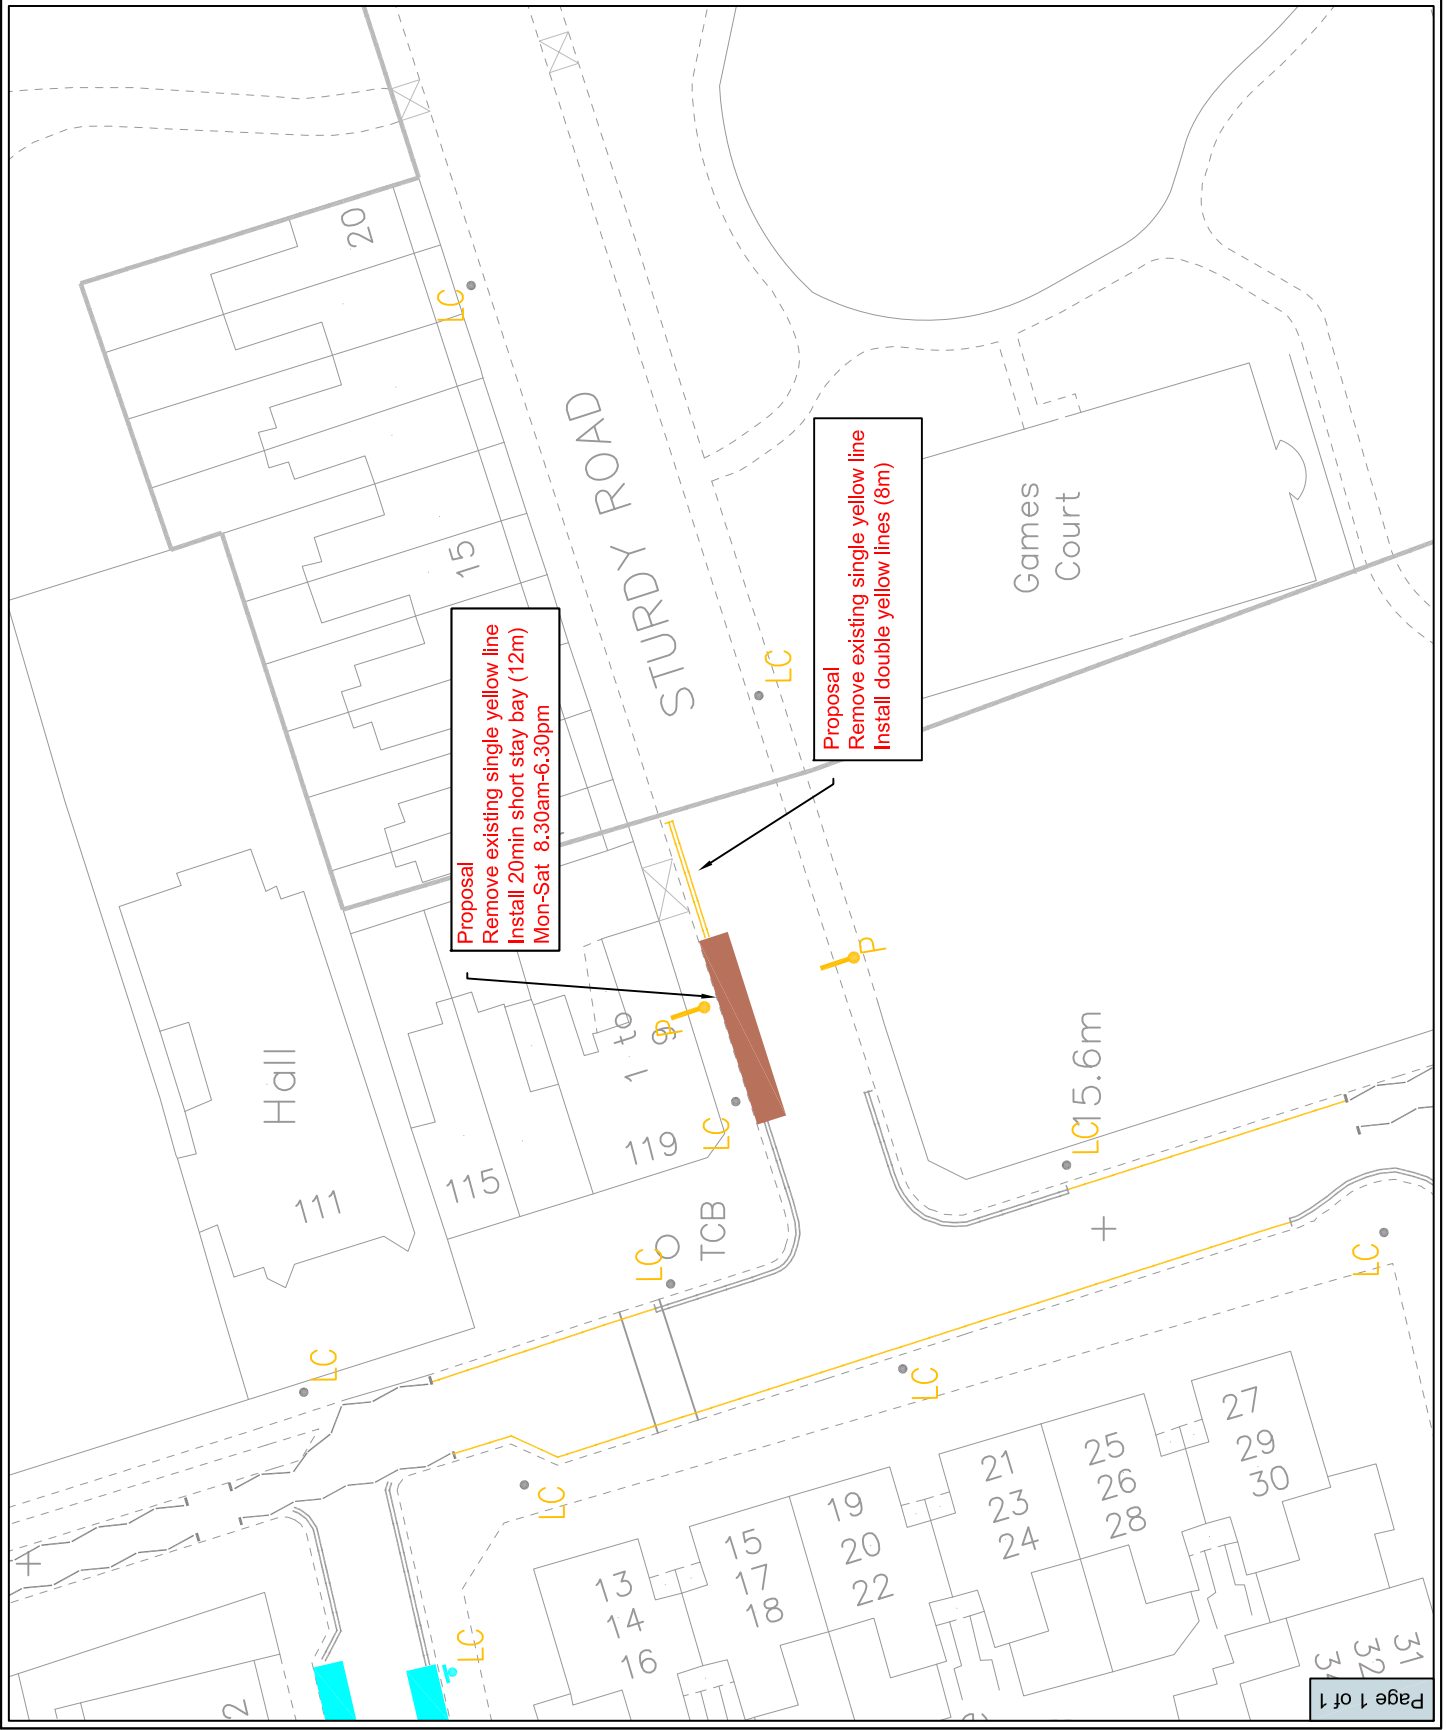 20
LC
STURDY ROAD
15
Proposal
Remove existing single yellow line
Install 20min short stay bay (12m)
Mon-Sat 8.30am-6.30pm
Proposal
Remove existing single yellow line
Install double yellow lines (8m)
Games
Court
LC
Hall
111
115
119
1 to
9
P
P
LC
TCB
LC
LC
15.6m
LC
LC
LC
LC
LC
13
14
16
15
17
18
19
20
22
21
23
24
25
26
28
27
29
30
31
32
2
Page 1 of 1